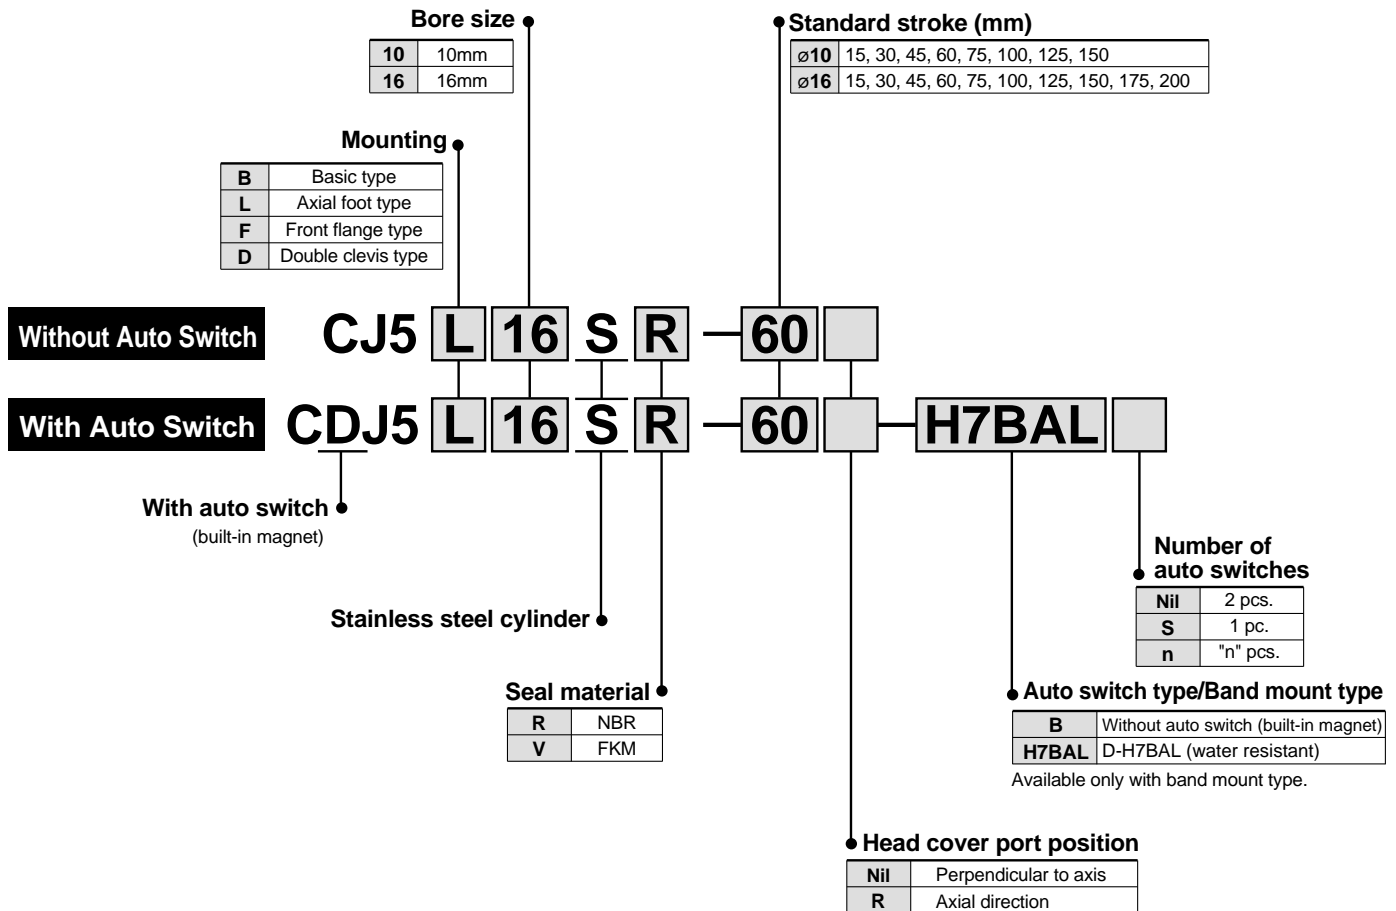 Bore size
10 10mm
16 16mm
Standard stroke (mm)
ø10 15, 30, 45, 60, 75, 100, 125, 150
ø16 15, 30, 45, 60, 75, 100, 125, 150, 175, 200
Mounting
B Basic type
L Axial foot type
F Front flange type
D Double clevis type
Without Auto Switch CJ5 L 16 S R – 60
With Auto Switch CDJ5 L 16 S R – 60 – H7BAL
With auto switch
(built-in magnet)
Number of
auto switches
Nil 2 pcs.
S 1 pc.
n "n" pcs.
Stainless steel cylinder
Seal material
R NBR
V FKM
Auto switch type/Band mount type
B Without auto switch (built-in magnet)
H7BAL D-H7BAL (water resistant)
Available only with band mount type.
Head cover port position
Nil Perpendicular to axis
R Axial direction